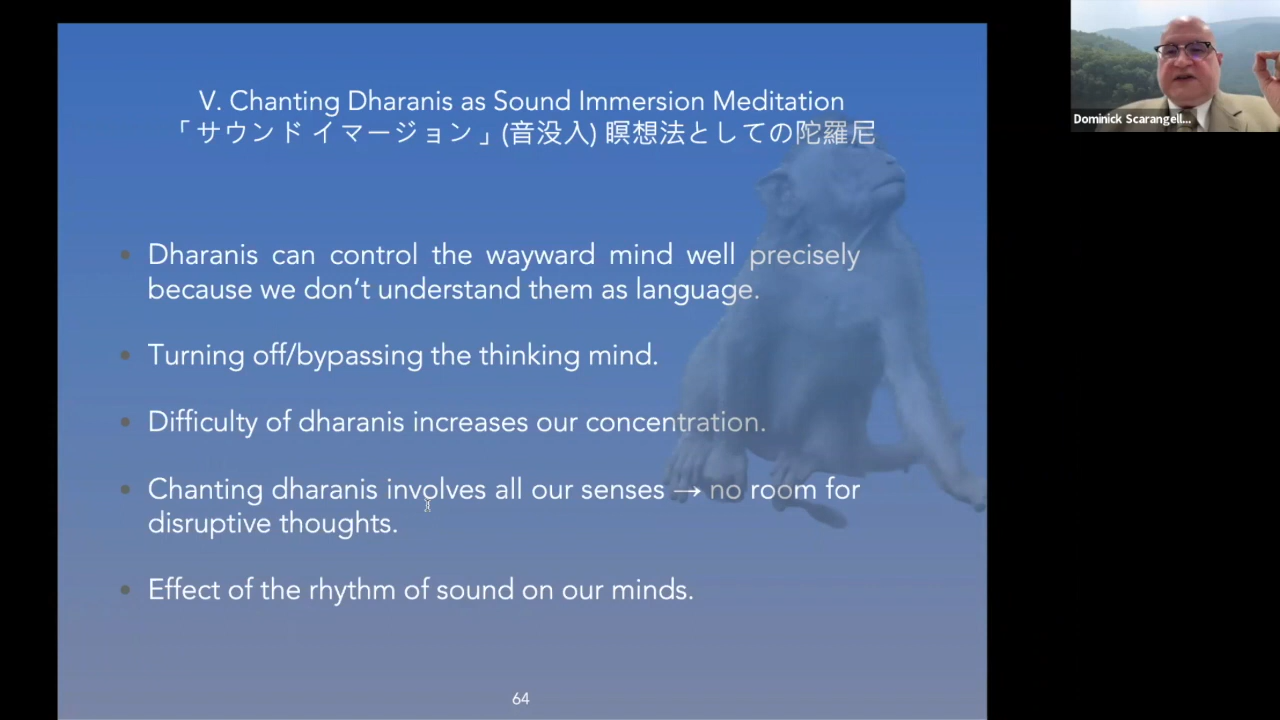 V. Chanting Dharanis as Sound Immersion Meditation
「サウンド イマージョン」(音没入) 瞑想法としての陀羅尼
• Dharanis can control the wayward mind well precisely
because we don’t understand them as language.
• Turning off/bypassing the thinking mind.
• Difficulty of dharanis increases our concentration.
• Chanting dharanis involves all our senses → no room for
disruptive thoughts.
• Effect of the rhythm of sound on our minds.
64
Dominick Scarangell...